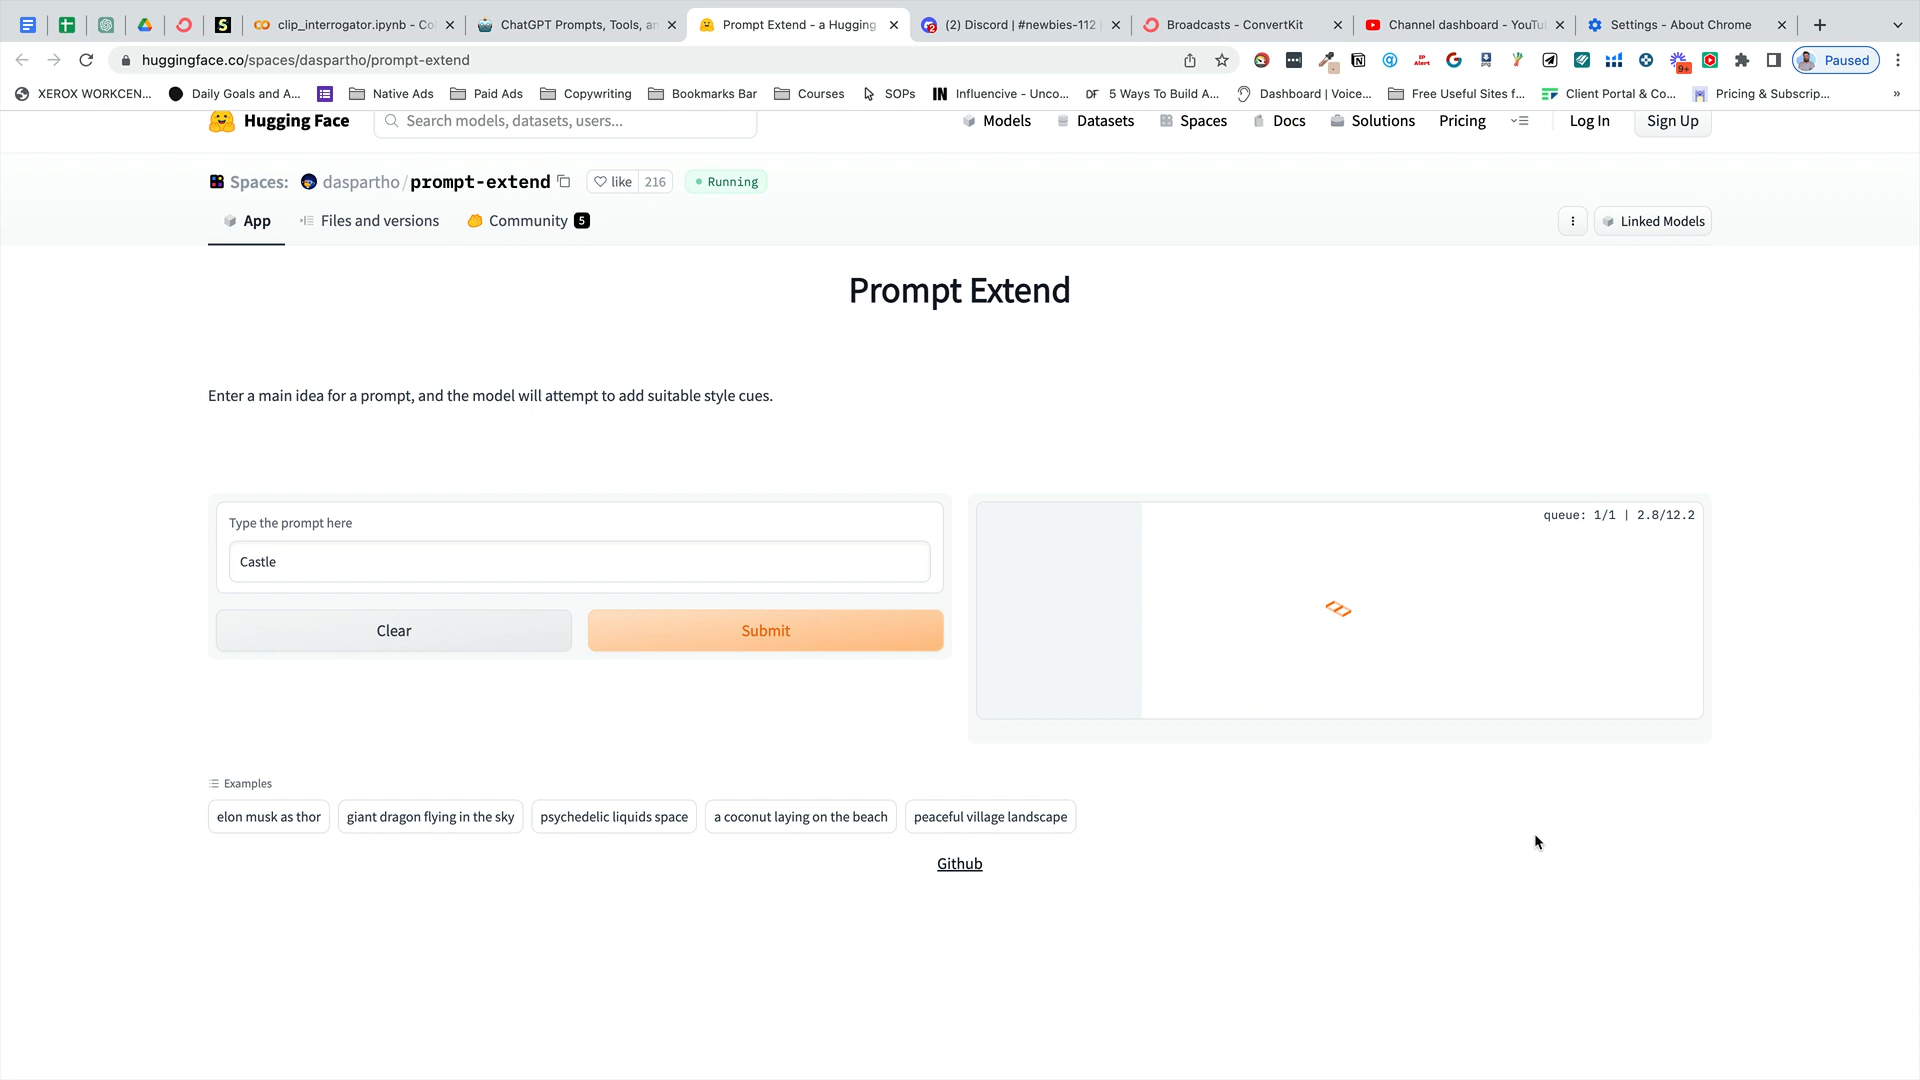 clip_interrogator.ipynb - Co
ChatGPT Prompts, Tools, an
Prompt Extend - a Hugging
(2) Discord | #newbies-112
Broadcasts - ConvertKit
Channel dashboard - YouTu
Settings - About Chrome
huggingface.co/spaces/daspartho/prompt-extend
9+
Paused
XEROX WORKCEN...
Daily Goals and A...
Native Ads
Paid Ads
Copywriting
Bookmarks Bar
Courses
SOPs
IN Influencive - Unco...
DF 5 Ways To Build A...
Dashboard | Voice...
Free Useful Sites f...
Client Portal & Co...
Pricing & Subscrip...
»
Hugging Face
Search models, datasets, users...
Models
Datasets
Spaces
Docs
Solutions
Pricing
Log In
Sign Up
Spaces:
daspartho/prompt-extend
like 216
Running
App
Files and versions
Community 5
Linked Models
Prompt Extend
Enter a main idea for a prompt, and the model will attempt to add suitable style cues.
Type the prompt here
Castle
Clear
Submit
queue: 1/1 | 2.8/12.2
Examples
elon musk as thor
giant dragon flying in the sky
psychedelic liquids space
a coconut laying on the beach
peaceful village landscape
Github